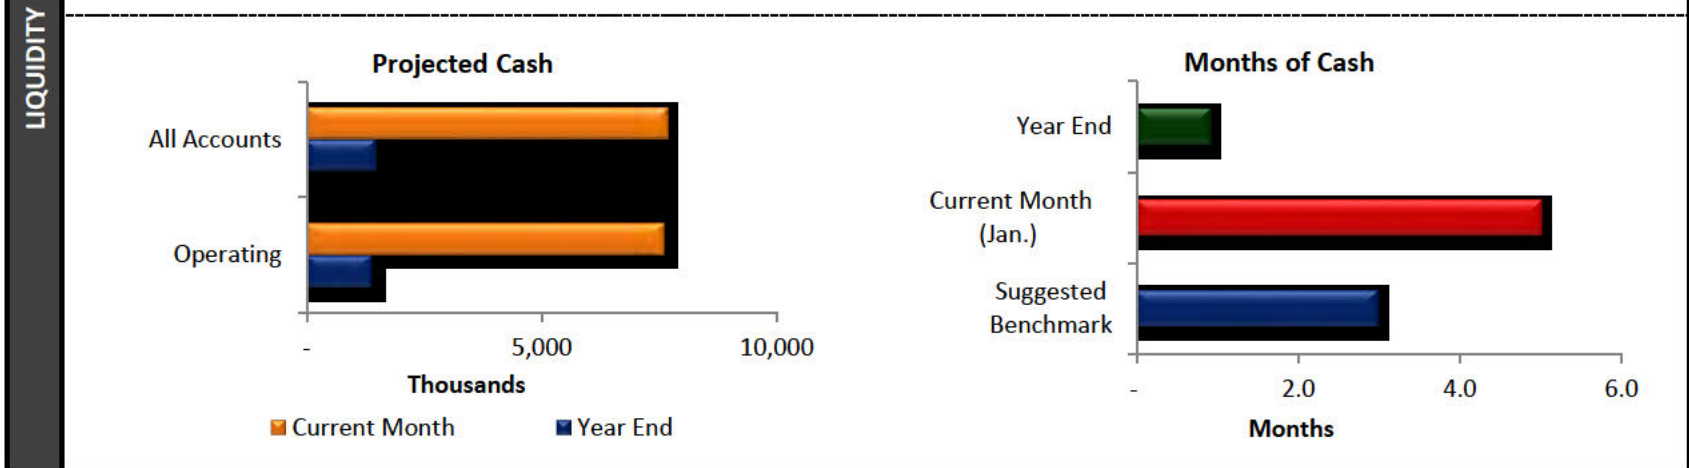 LIQUIDITY
Projected Cash
All Accounts
Operating
-
5,000
10,000
Thousands
Current Month
Year End
Months of Cash
Year End
Current Month
(Jan.)
Suggested
Benchmark
-
2.0
4.0
6.0
Months